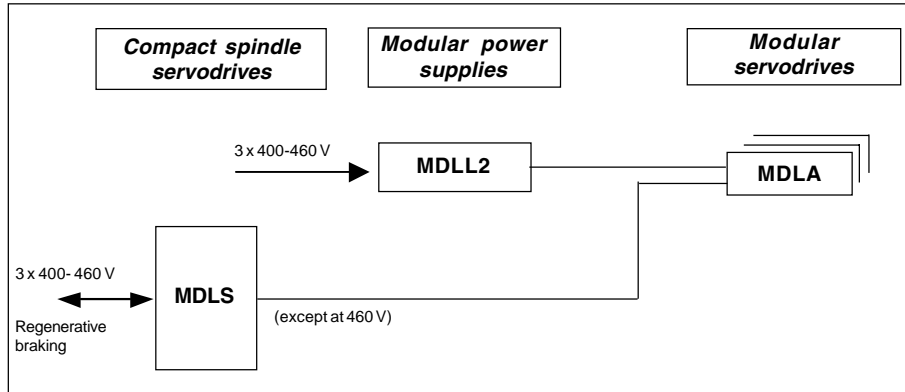 Compact spindle
servodrives
Modular power
supplies
Modular
servodrives
3 x 400-460 V
MDLL2
MDLA
3 x 400- 460 V
MDLS
(except at 460 V)
Regenerative
braking